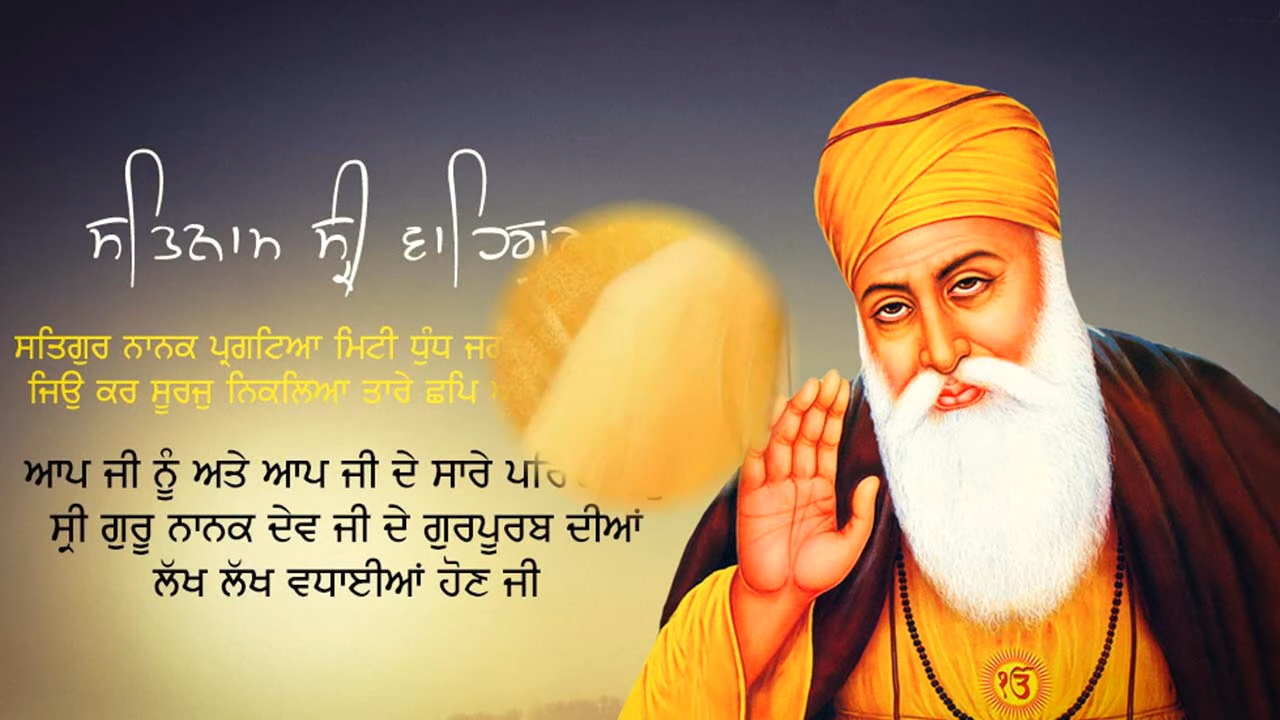 ਸਤਿਨਾਮ ਸ੍ਰੀ
ਸਤਿਗੁਰ ਨਾਨਕ ਪ੍ਰਗਟਿਆ ਮਿਟੀ ਧੁੰਧ
ਜਿਉ ਕਰ ਸੂਰਜੁ ਨਿਕਲਿਆ ਤਾਰੇ ਛਪਿ
ਆਪ ਜੀ ਨੂੰ ਅਤੇ ਆਪ ਜੀ ਦੇ ਸਾਰੇ
ਸ੍ਰੀ ਗੁਰੂ ਨਾਨਕ ਦੇਵ ਜੀ ਦੇ ਗੁਰਪੂਰਬ ਦੀਆਂ
ਲੱਖ ਲੱਖ ਵਧਾਈਆਂ ਹੋਣ ਜੀ
ੴ